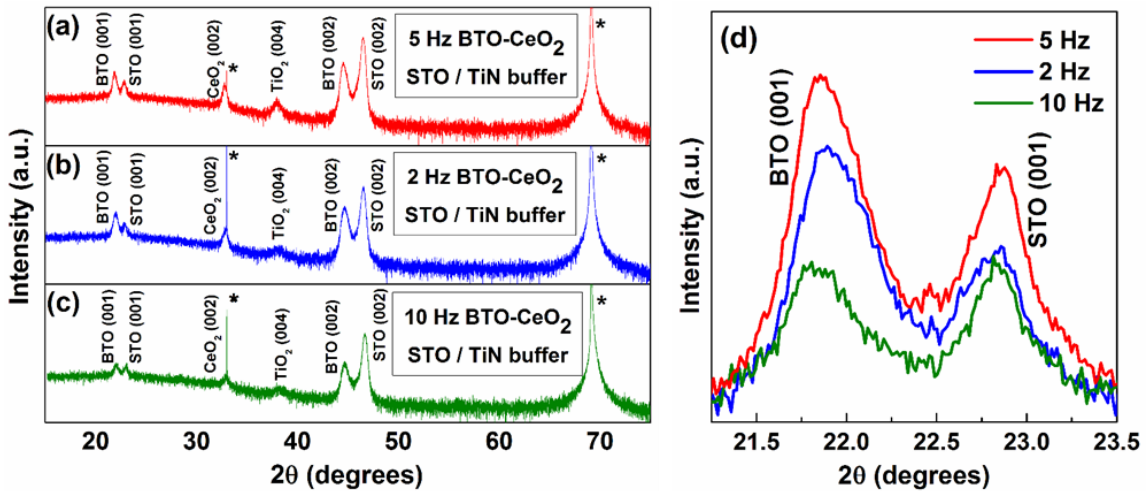 (a)
BTO (001)
STO (001)
CeO₂ (002)
*
TiO₂ (004)
BTO (002)
STO (002)
5 Hz BTO-CeO₂
STO / TiN buffer
*
(b)
BTO (001)
STO (001)
CeO₂ (002)
*
TiO₂ (004)
BTO (002)
STO (002)
2 Hz BTO-CeO₂
STO / TiN buffer
*
(c)
BTO (001)
STO (001)
CeO₂ (002)
*
TiO₂ (004)
BTO (002)
STO (002)
10 Hz BTO-CeO₂
STO / TiN buffer
*
Intensity (a.u.)
20 30 40 50 60 70
2θ (degrees)
(d)
5 Hz
2 Hz
10 Hz
BTO (001)
STO (001)
Intensity (a.u.)
21.5 22.0 22.5 23.0 23.5
2θ (degrees)